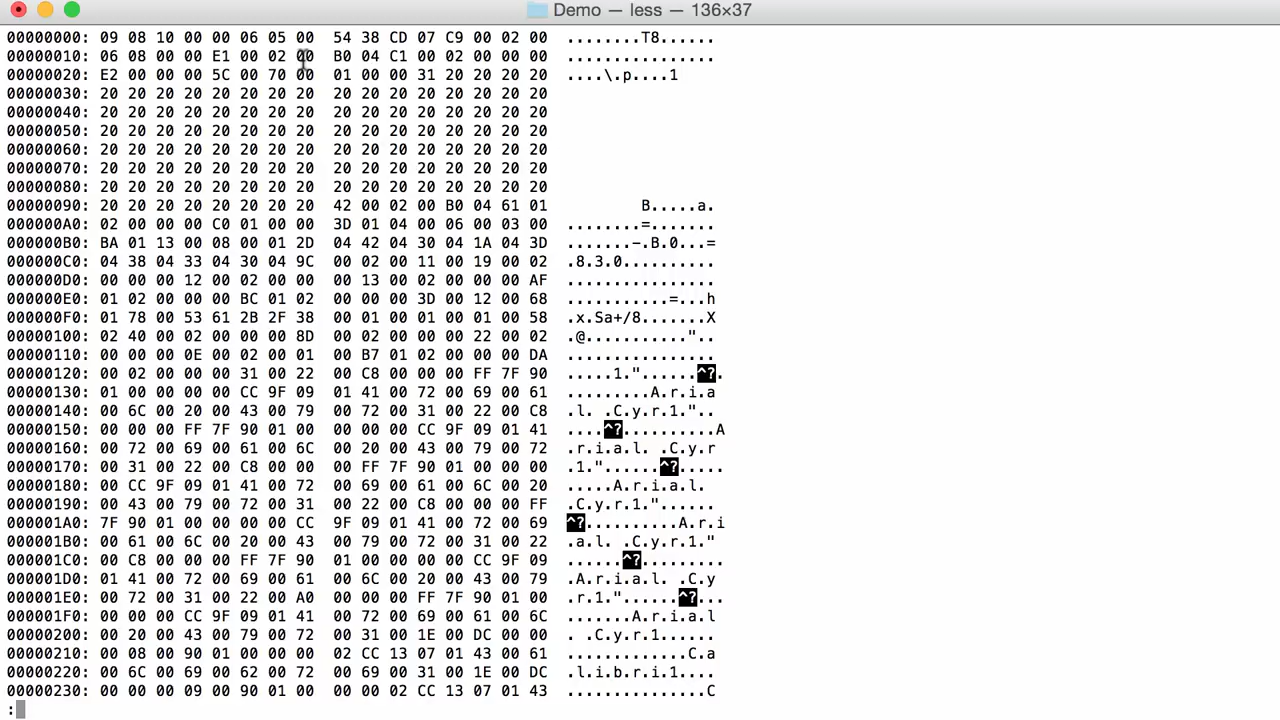 Demo — less — 136×37
00000000: 09 08 10 00 00 06 05 00  54 38 CD 07 C9 00 02 00  ........T8......
00000010: 06 08 00 00 E1 00 02 00  B0 04 C1 00 02 00 00 00  ................
00000020: E2 00 00 00 5C 00 70 00  01 00 00 31 20 20 20 20  ....\.p....1
00000030: 20 20 20 20 20 20 20 20  20 20 20 20 20 20 20 20
00000040: 20 20 20 20 20 20 20 20  20 20 20 20 20 20 20 20
00000050: 20 20 20 20 20 20 20 20  20 20 20 20 20 20 20 20
00000060: 20 20 20 20 20 20 20 20  20 20 20 20 20 20 20 20
00000070: 20 20 20 20 20 20 20 20  20 20 20 20 20 20 20 20
00000080: 20 20 20 20 20 20 20 20  20 20 20 20 20 20 20 20
00000090: 20 20 20 20 20 20 20 20  42 00 02 00 B0 04 61 01          B.....a.
000000A0: 02 00 00 00 C0 01 00 00  3D 01 04 00 06 00 03 00  ........=.......
000000B0: BA 01 13 00 08 00 01 2D  04 42 04 30 04 1A 04 3D  .......-.B.0...=
000000C0: 04 38 04 33 04 30 04 9C  00 02 00 11 00 19 00 02  .8.3.0..........
000000D0: 00 00 00 12 00 02 00 00  00 13 00 02 00 00 00 AF  ................
000000E0: 01 02 00 00 00 BC 01 02  00 00 00 3D 00 12 00 68  ...........=...h
000000F0: 01 78 00 53 61 2B 2F 38  00 01 00 01 00 01 00 58  .x.Sa+/8.......X
00000100: 02 40 00 02 00 00 00 8D  00 02 00 00 00 22 00 02  .@..........."..
00000110: 00 00 00 0E 00 02 00 01  00 B7 01 02 00 00 00 DA  ................
00000120: 00 02 00 00 00 31 00 22  00 C8 00 00 00 FF 7F 90  .....1."......^?.
00000130: 01 00 00 00 00 CC 9F 09  01 41 00 72 00 69 00 61  .........A.r.i.a
00000140: 00 6C 00 20 00 43 00 79  00 72 00 31 00 22 00 C8  .l. .C.y.r.1."..
00000150: 00 00 00 FF 7F 90 01 00  00 00 00 CC 9F 09 01 41  ....^?..........A
00000160: 00 72 00 69 00 61 00 6C  00 20 00 43 00 79 00 72  .r.i.a.l. .C.y.r
00000170: 00 31 00 22 00 C8 00 00  00 FF 7F 90 01 00 00 00  .1."......^?.....
00000180: 00 CC 9F 09 01 41 00 72  00 69 00 61 00 6C 00 20  .....A.r.i.a.l.
00000190: 00 43 00 79 00 72 00 31  00 22 00 C8 00 00 00 FF  .C.y.r.1."......
000001A0: 7F 90 01 00 00 00 00 CC  9F 09 01 41 00 72 00 69  ^?..........A.r.i
000001B0: 00 61 00 6C 00 20 00 43  00 79 00 72 00 31 00 22  .a.l. .C.y.r.1."
000001C0: 00 C8 00 00 00 FF 7F 90  01 00 00 00 00 CC 9F 09  ......^?.........
000001D0: 01 41 00 72 00 69 00 61  00 6C 00 20 00 43 00 79  .A.r.i.a.l. .C.y
000001E0: 00 72 00 31 00 22 00 A0  00 00 00 FF 7F 90 01 00  .r.1."......^?...
000001F0: 00 00 00 CC 9F 09 01 41  00 72 00 69 00 61 00 6C  .......A.r.i.a.l
00000200: 00 20 00 43 00 79 00 72  00 31 00 1E 00 DC 00 00  . .C.y.r.1......
00000210: 00 08 00 90 01 00 00 00  02 CC 13 07 01 43 00 61  .............C.a
00000220: 00 6C 00 69 00 62 00 72  00 69 00 31 00 1E 00 DC  .l.i.b.r.i.1....
00000230: 00 00 00 09 00 90 01 00  00 00 02 CC 13 07 01 43  ...............C
: